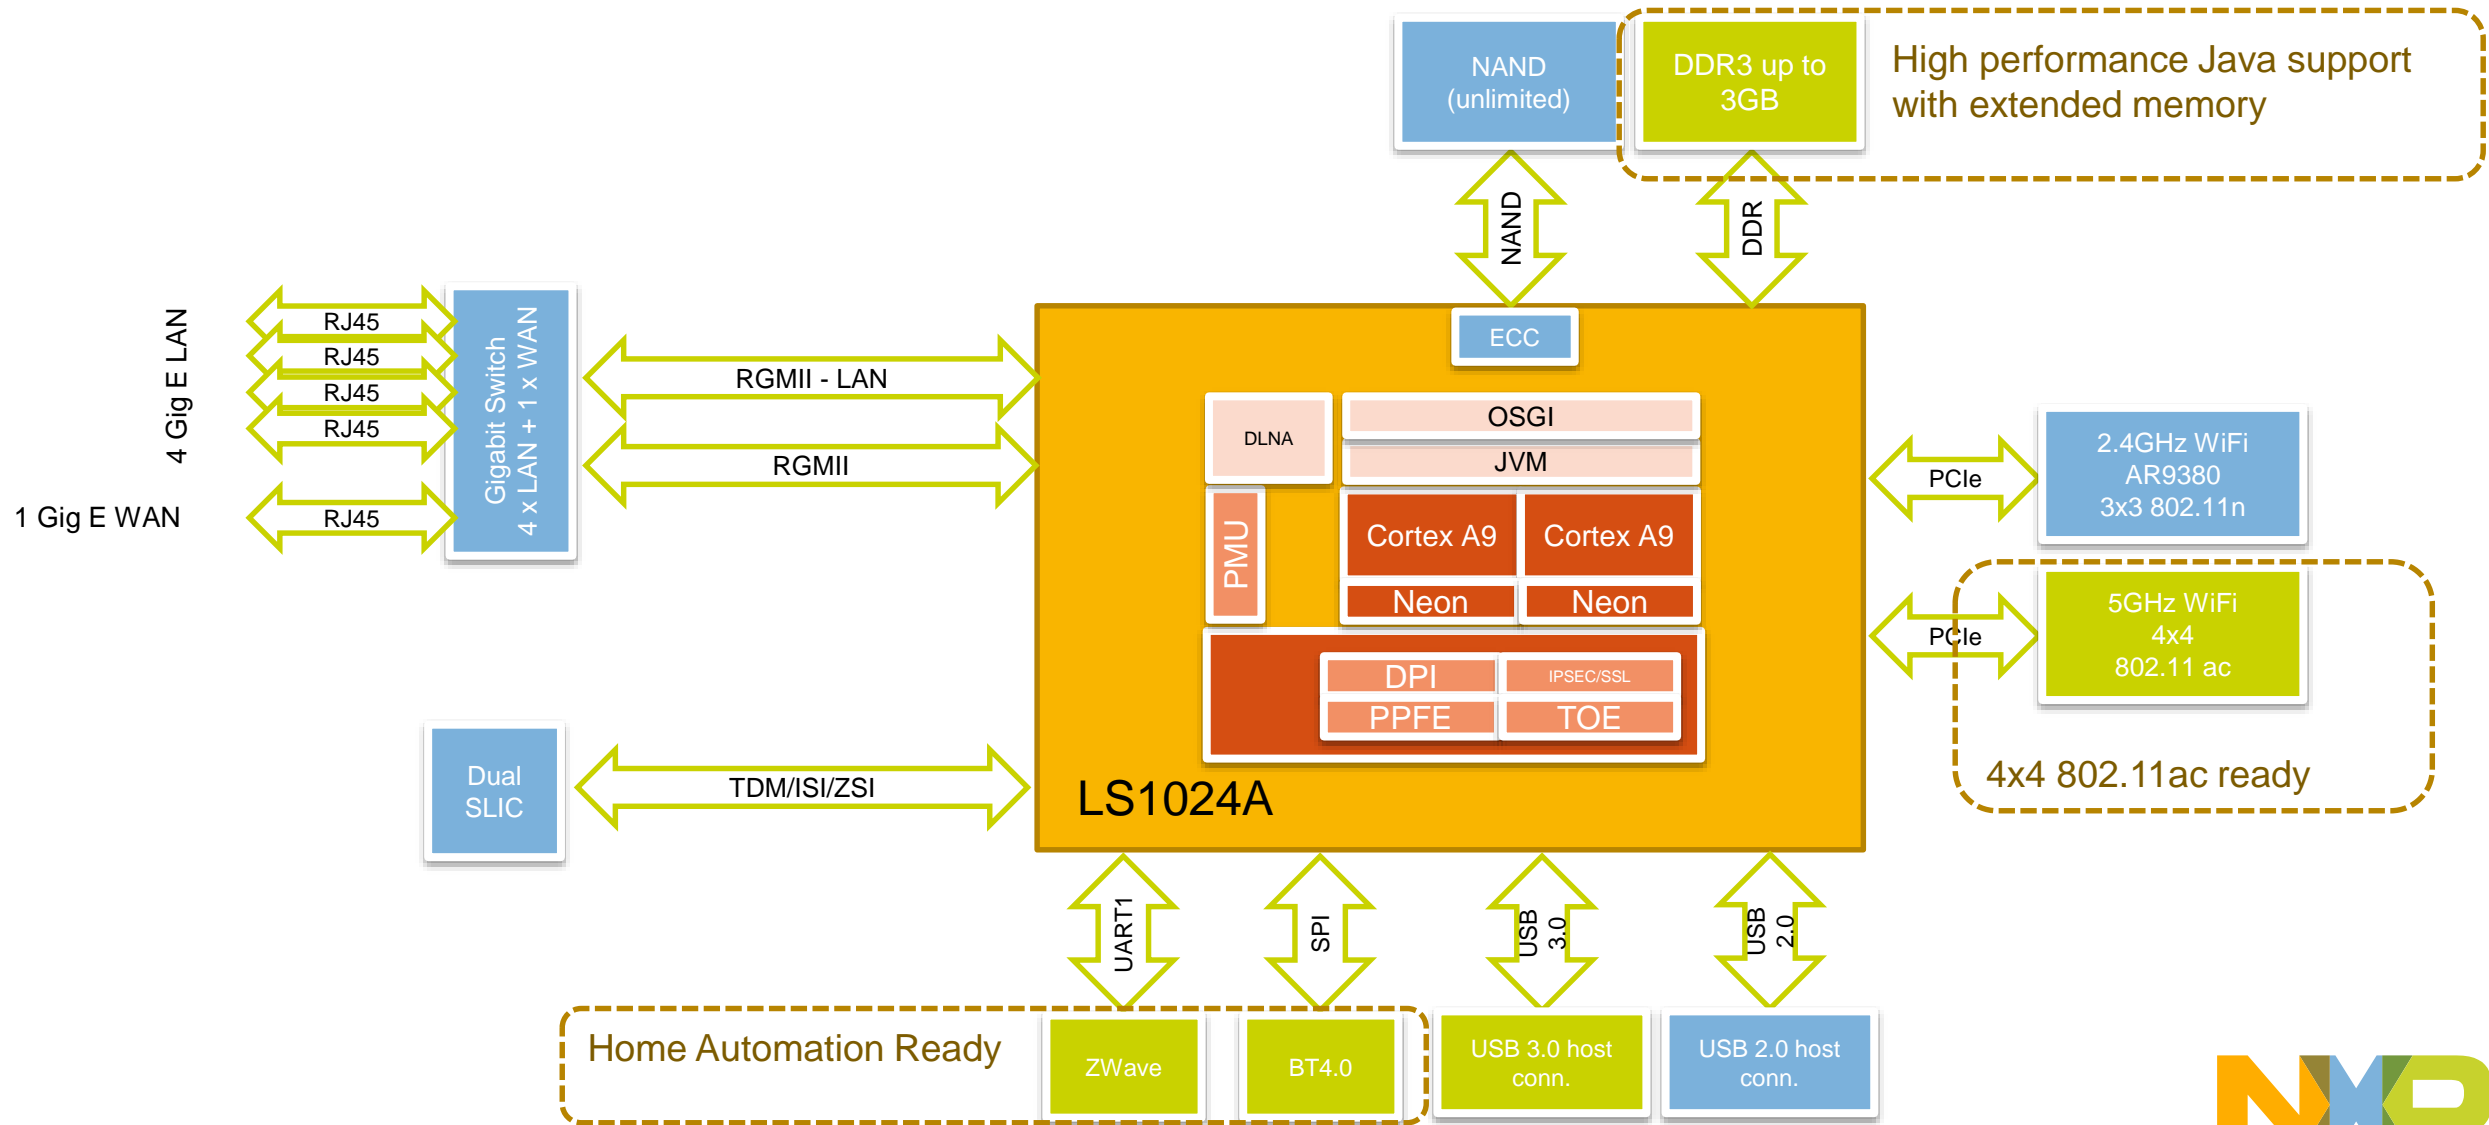 NAND
(unlimited)
DDR3 up to
3GB
High performance Java support
with extended memory
NAND
DDR
4 Gig E LAN
RJ45
RJ45
RJ45
RJ45
1 Gig E WAN
RJ45
Gigabit Switch
4 x LAN + 1 x WAN
RGMII - LAN
RGMII
ECC
DLNA
OSGI
JVM
PMU
Cortex A9
Cortex A9
Neon
Neon
DPI
IPSEC/SSL
PPFE
TOE
LS1024A
PCIe
2.4GHz WiFi
AR9380
3x3 802.11n
PCIe
5GHz WiFi
4x4
802.11 ac
4x4 802.11ac ready
Dual
SLIC
TDM/ISI/ZSI
UART1
SPI
USB
3.0
USB
2.0
Home Automation Ready
ZWave
BT4.0
USB 3.0 host
conn.
USB 2.0 host
conn.
NXP